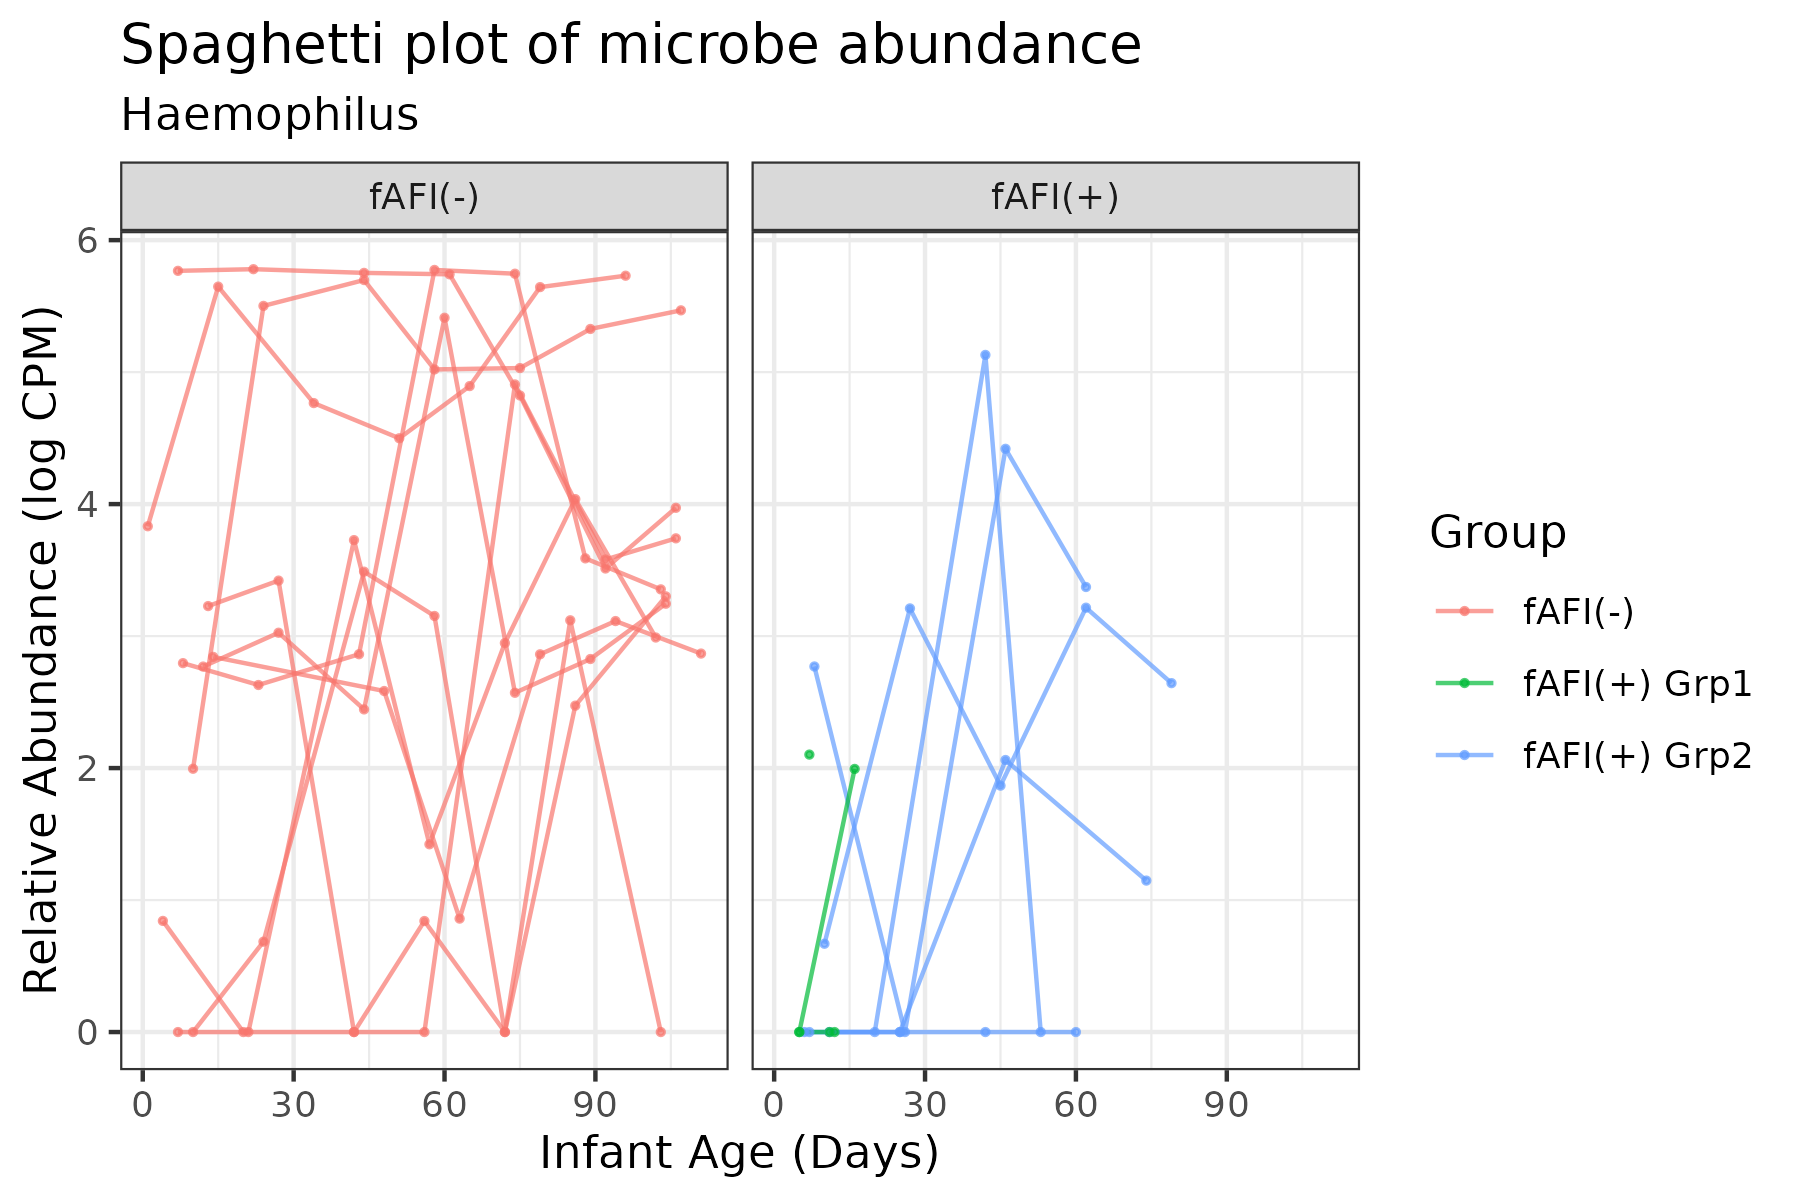 Spaghetti plot of microbe abundance
Haemophilus
fAFI(-)
fAFI(+)
6
4
2
0
Relative Abundance (log CPM)
0 30 60 90
0 30 60 90
Infant Age (Days)
Group
fAFI(-)
fAFI(+) Grp1
fAFI(+) Grp2